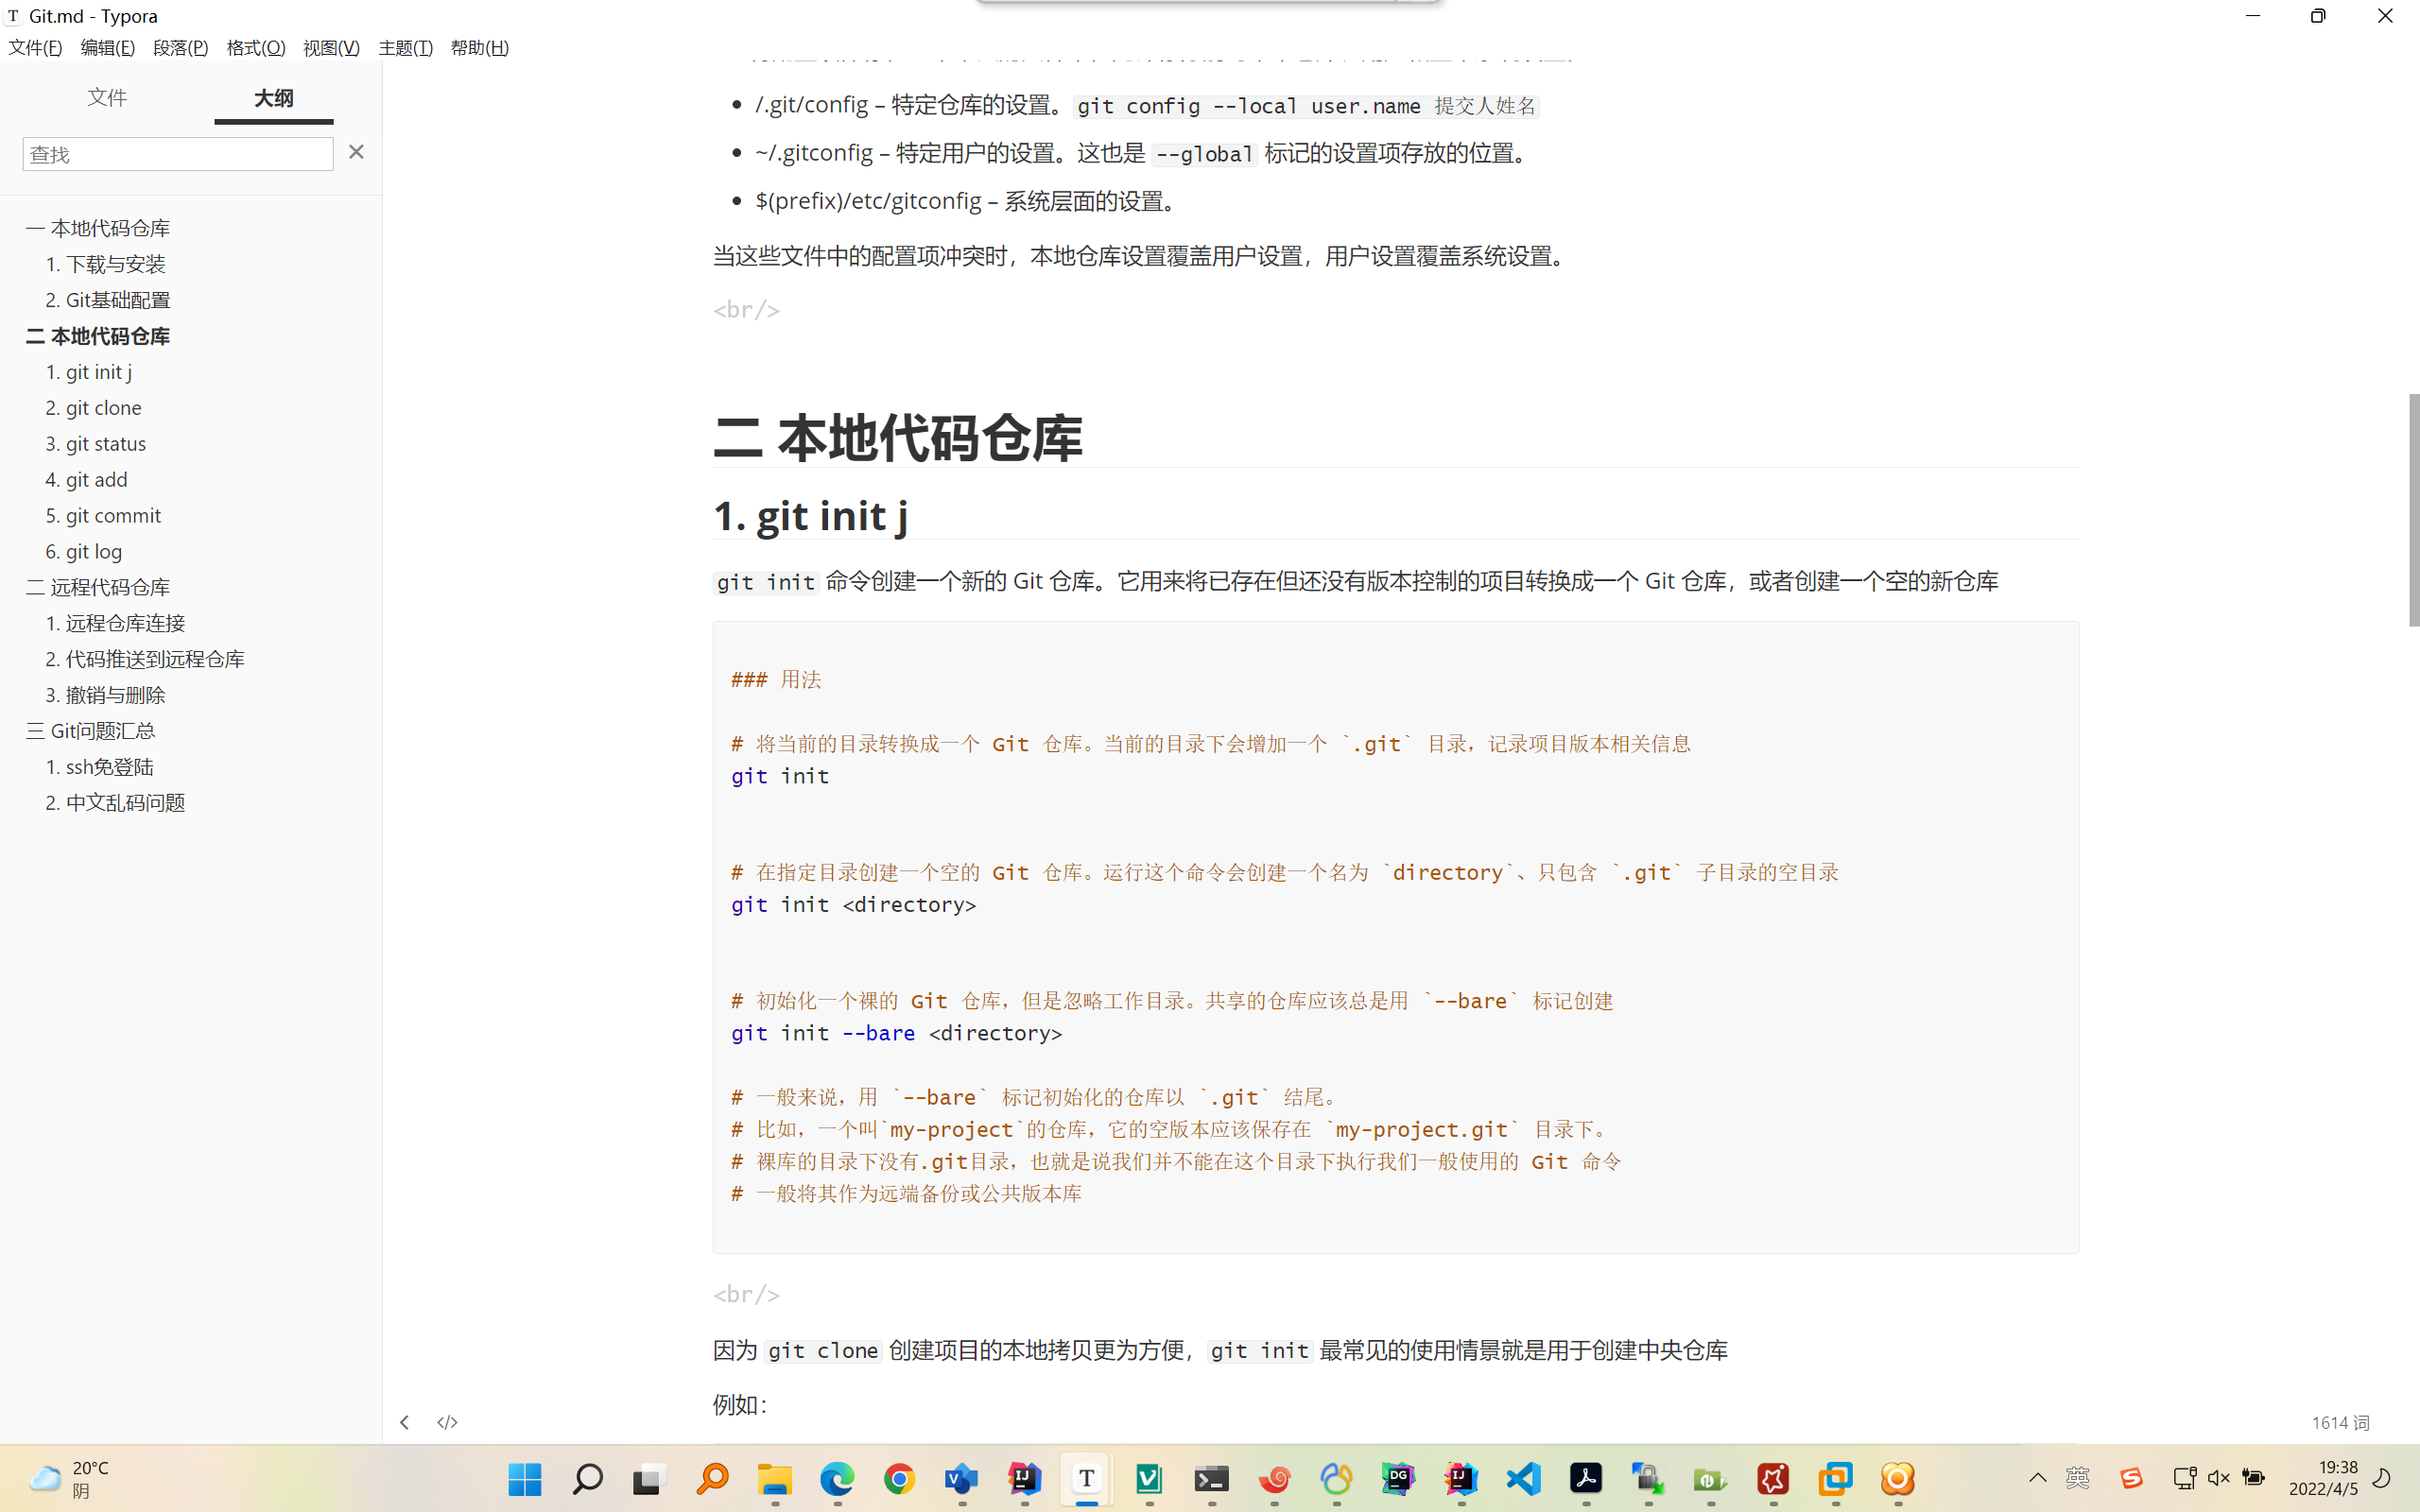 Git.md - Typora
文件(F) 编辑(E) 段落(P) 格式(O) 视图(V) 主题(T) 帮助(H)
文件 大纲
查找
一 本地代码仓库
1. 下载与安装
2. Git基础配置
二 本地代码仓库
1. git init j
2. git clone
3. git status
4. git add
5. git commit
6. git log
二 远程代码仓库
1. 远程仓库连接
2. 代码推送到远程仓库
3. 撤销与删除
三 Git问题汇总
1. ssh免登陆
2. 中文乱码问题
/.git/config – 特定仓库的设置。git config --local user.name 提交人姓名
~/.gitconfig – 特定用户的设置。这也是 --global 标记的设置项存放的位置。
$(prefix)/etc/gitconfig – 系统层面的设置。
当这些文件中的配置项冲突时，本地仓库设置覆盖用户设置，用户设置覆盖系统设置。
<br/>
二 本地代码仓库
1. git init j
git init 命令创建一个新的 Git 仓库。它用来将已存在但还没有版本控制的项目转换成一个 Git 仓库，或者创建一个空的新仓库
### 用法
# 将当前的目录转换成一个 Git 仓库。当前的目录下会增加一个 `.git` 目录，记录项目版本相关信息
git init
# 在指定目录创建一个空的 Git 仓库。运行这个命令会创建一个名为 `directory`、只包含 `.git` 子目录的空目录
git init <directory>
# 初始化一个裸的 Git 仓库，但是忽略工作目录。共享的仓库应该总是用 `--bare` 标记创建
git init --bare <directory>
# 一般来说，用 `--bare` 标记初始化的仓库以 `.git` 结尾。
# 比如，一个叫`my-project`的仓库，它的空版本应该保存在 `my-project.git` 目录下。
# 裸库的目录下没有.git目录，也就是说我们并不能在这个目录下执行我们一般使用的 Git 命令
# 一般将其作为远端备份或公共版本库
<br/>
因为 git clone 创建项目的本地拷贝更为方便，git init 最常见的使用情景就是用于创建中央仓库
例如：
</>
1614 词
20°C
阴
英
19:38
2022/4/5